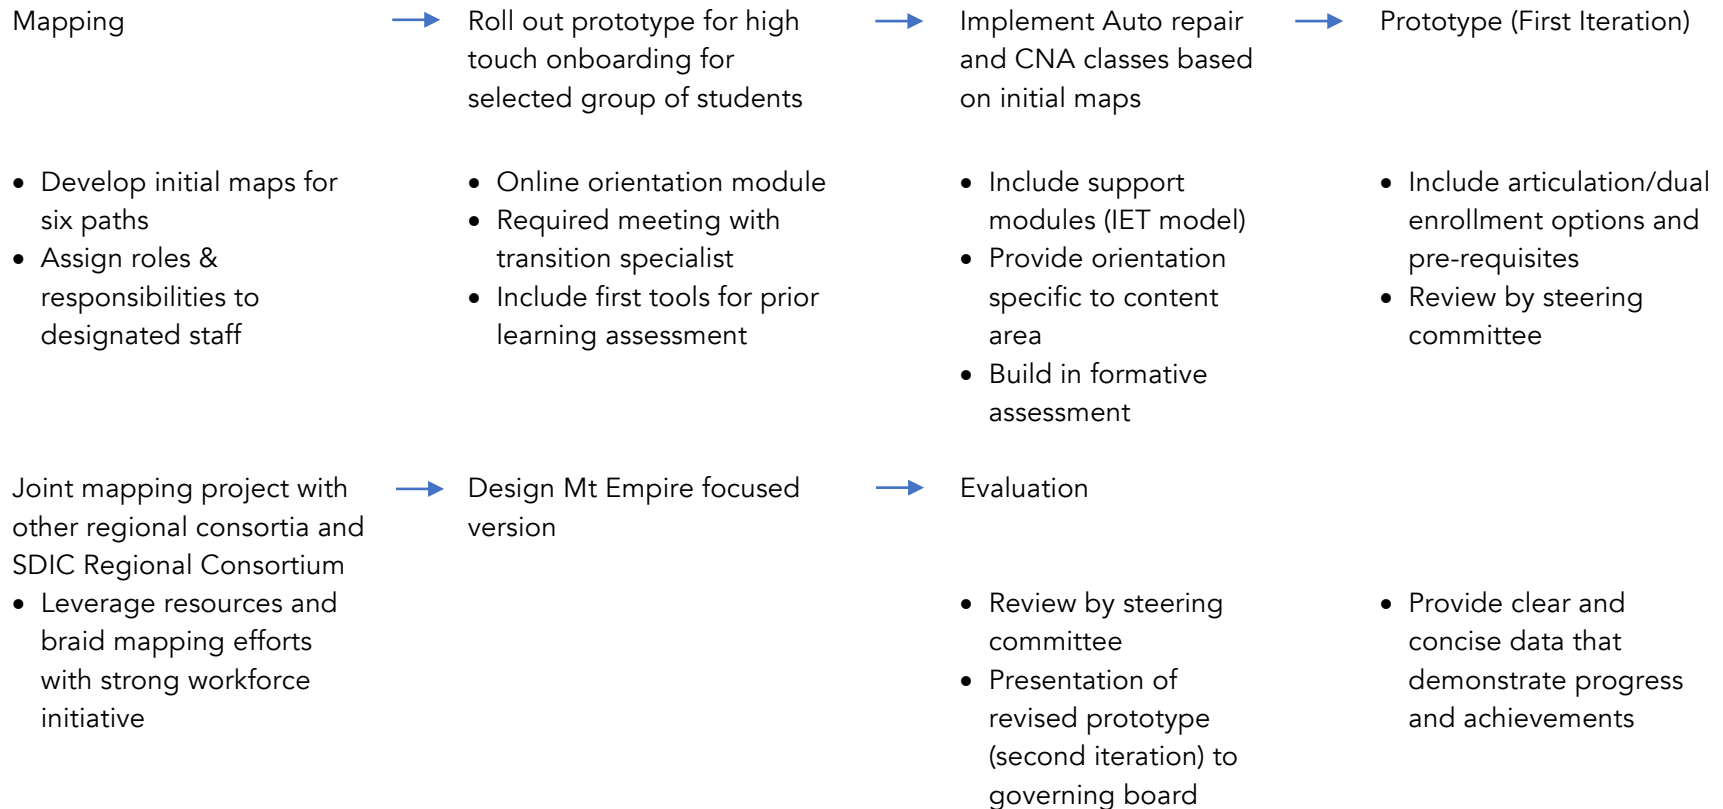 Mapping
Roll out prototype for high
touch onboarding for
selected group of students
Implement Auto repair
and CNA classes based
on initial maps
Prototype (First Iteration)
• Develop initial maps for
six paths
• Assign roles &
responsibilities to
designated staff
• Online orientation module
• Required meeting with
transition specialist
• Include first tools for prior
learning assessment
• Include support
modules (IET model)
• Provide orientation
specific to content
area
• Build in formative
assessment
• Include articulation/dual
enrollment options and
pre-requisites
• Review by steering
committee
Joint mapping project with
other regional consortia and
SDIC Regional Consortium
• Leverage resources and
braid mapping efforts
with strong workforce
initiative
Design Mt Empire focused
version
Evaluation
• Review by steering
committee
• Presentation of
revised prototype
(second iteration) to
governing board
• Provide clear and
concise data that
demonstrate progress
and achievements